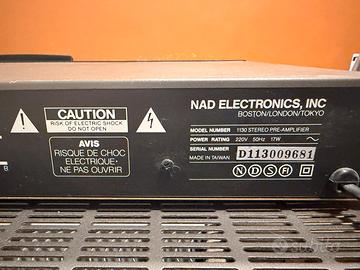 CAUTION
RISK OF ELECTRIC SHOCK
DO NOT OPEN
AVIS
RISQUE DE CHOC
ELECTRIQUE-
NE PAS OUVRIR
NAD ELECTRONICS, INC
BOSTON/LONDON/TOKYO
MODEL NUMBER 1130 STEREO PRE-AMPLIFIER
POWER RATING 220V 50Hz 17W
SERIAL NUMBER
MADE IN TAIWAN D113009681
N D S FI
subito